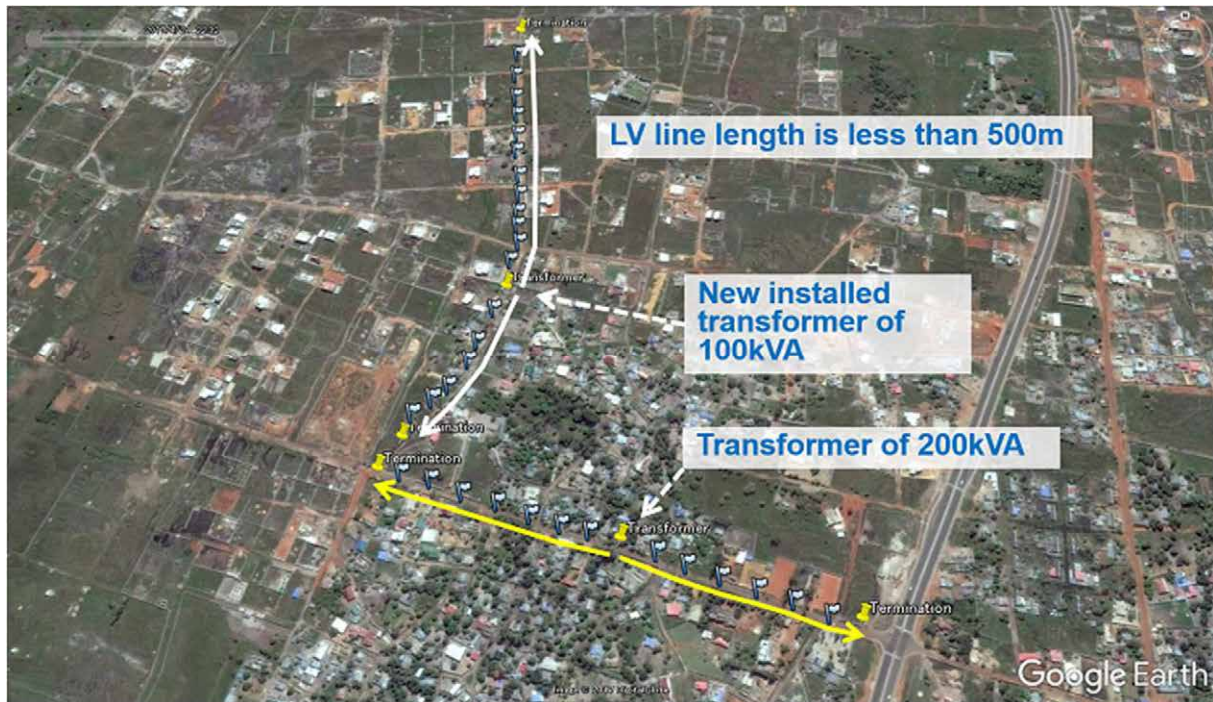 Termination
LV line length is less than 500m
Transformer
New installed
transformer of
100kVA
Termination
Termination
Transformer of 200kVA
Transformer
Termination
Google Earth